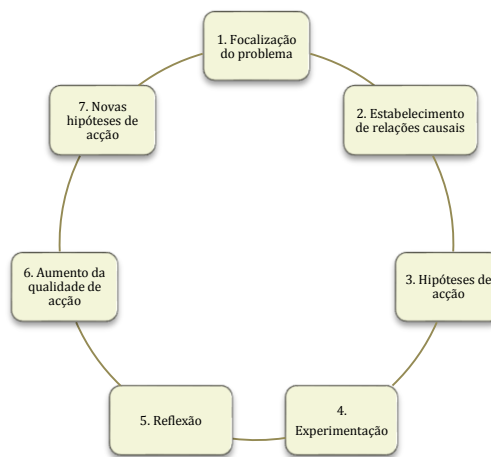 1. Focalização
do problema
2. Estabelecimento
de relações causais
3. Hipóteses de
acção
4.
Experimentação
5. Reflexão
6. Aumento da
qualidade de
acção
7. Novas
hipóteses de
acção